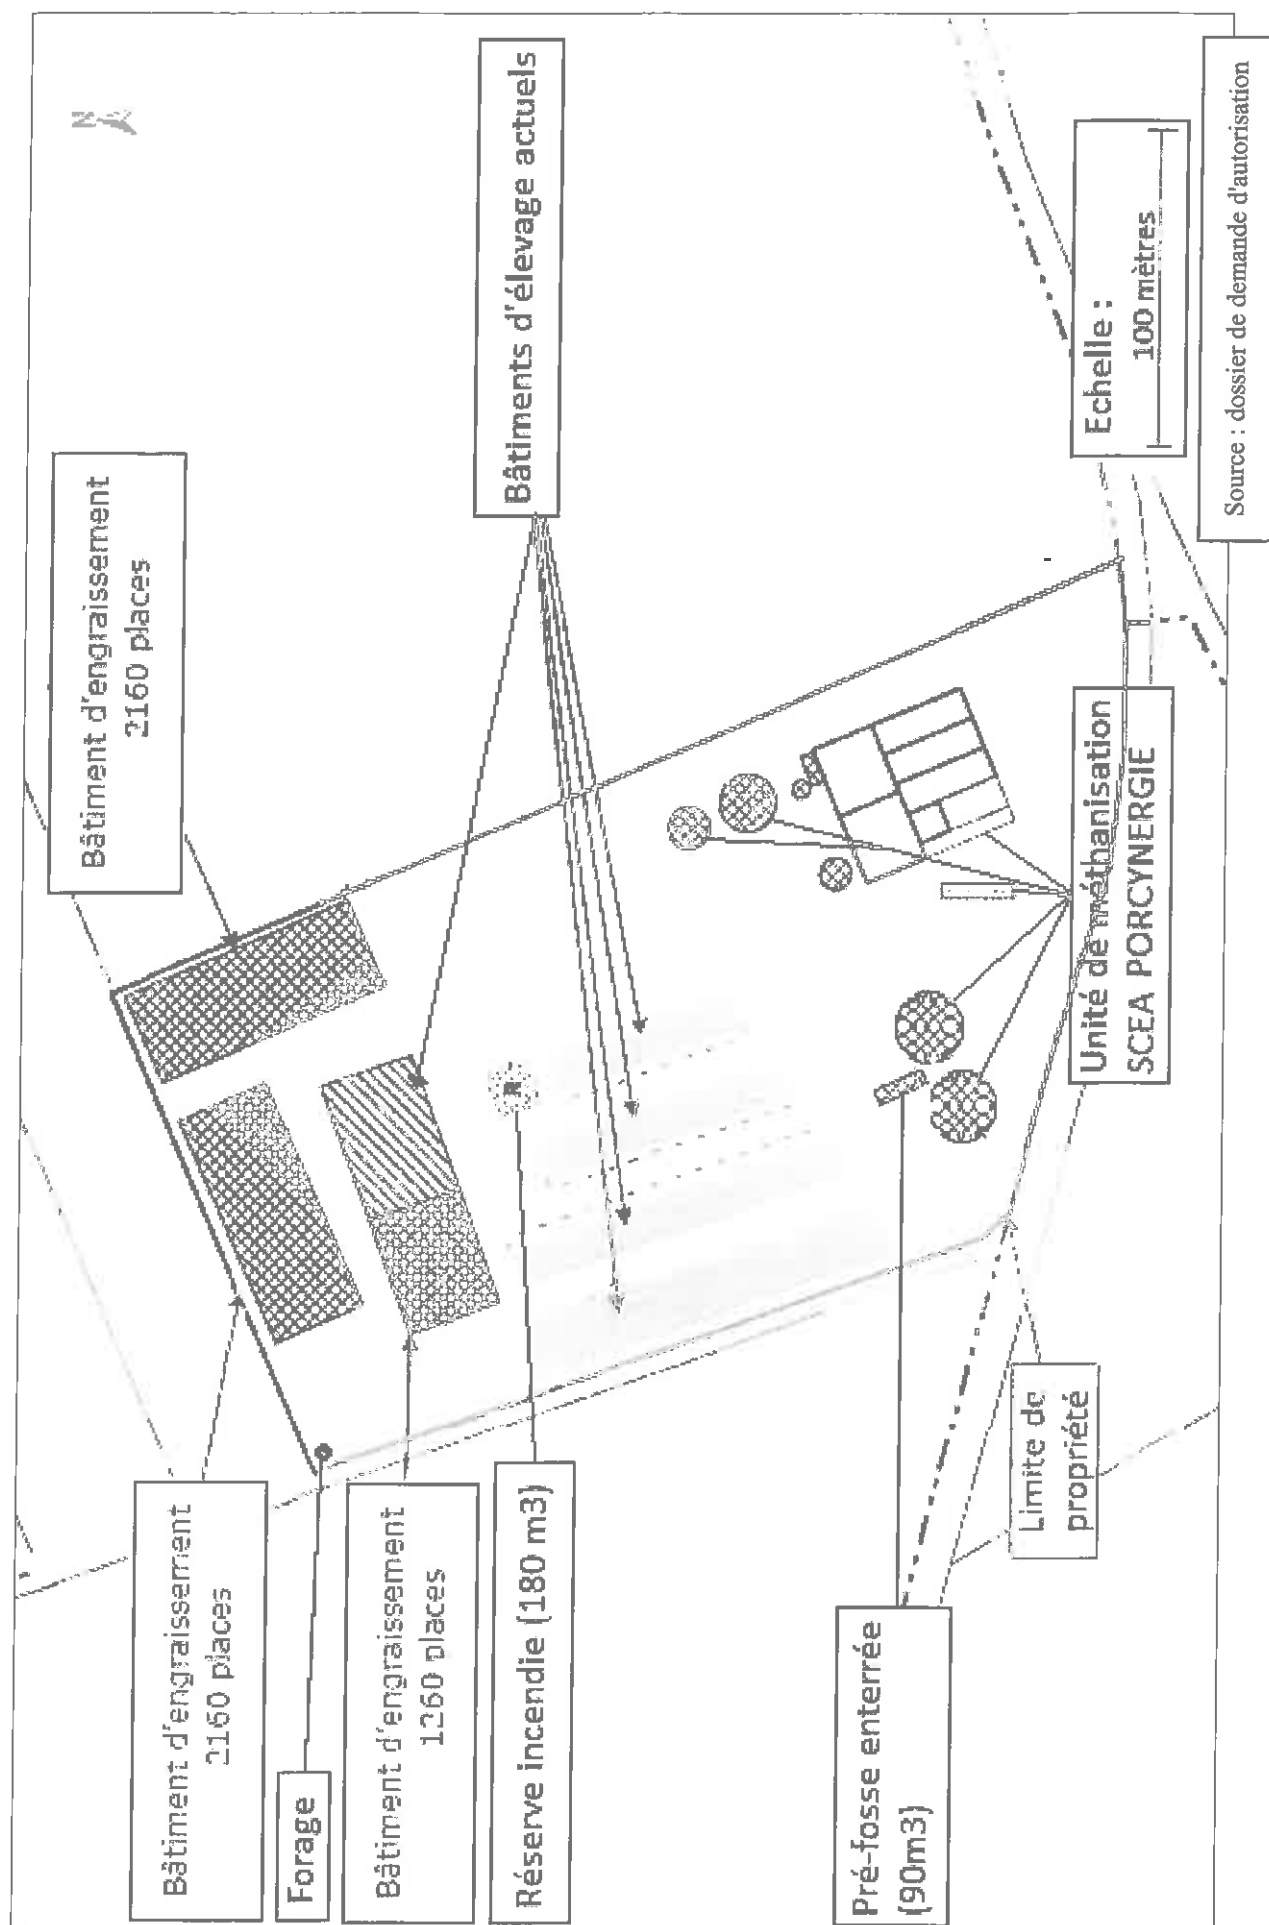 N
Bâtiment d'engraissement
2160 places
Bâtiments d'élevage actuels
Bâtiment d'engraissement
2160 places
Forage
Bâtiment d'engraissement
1260 places
Réserve incendie (180 m3)
R
Pré-fosse enterrée
(90m3)
Limite de
propriété
Unité de méthanisation
SCEA PORCYNERGIE
Echelle :
100 mètres
Source : dossier de demande d'autorisation